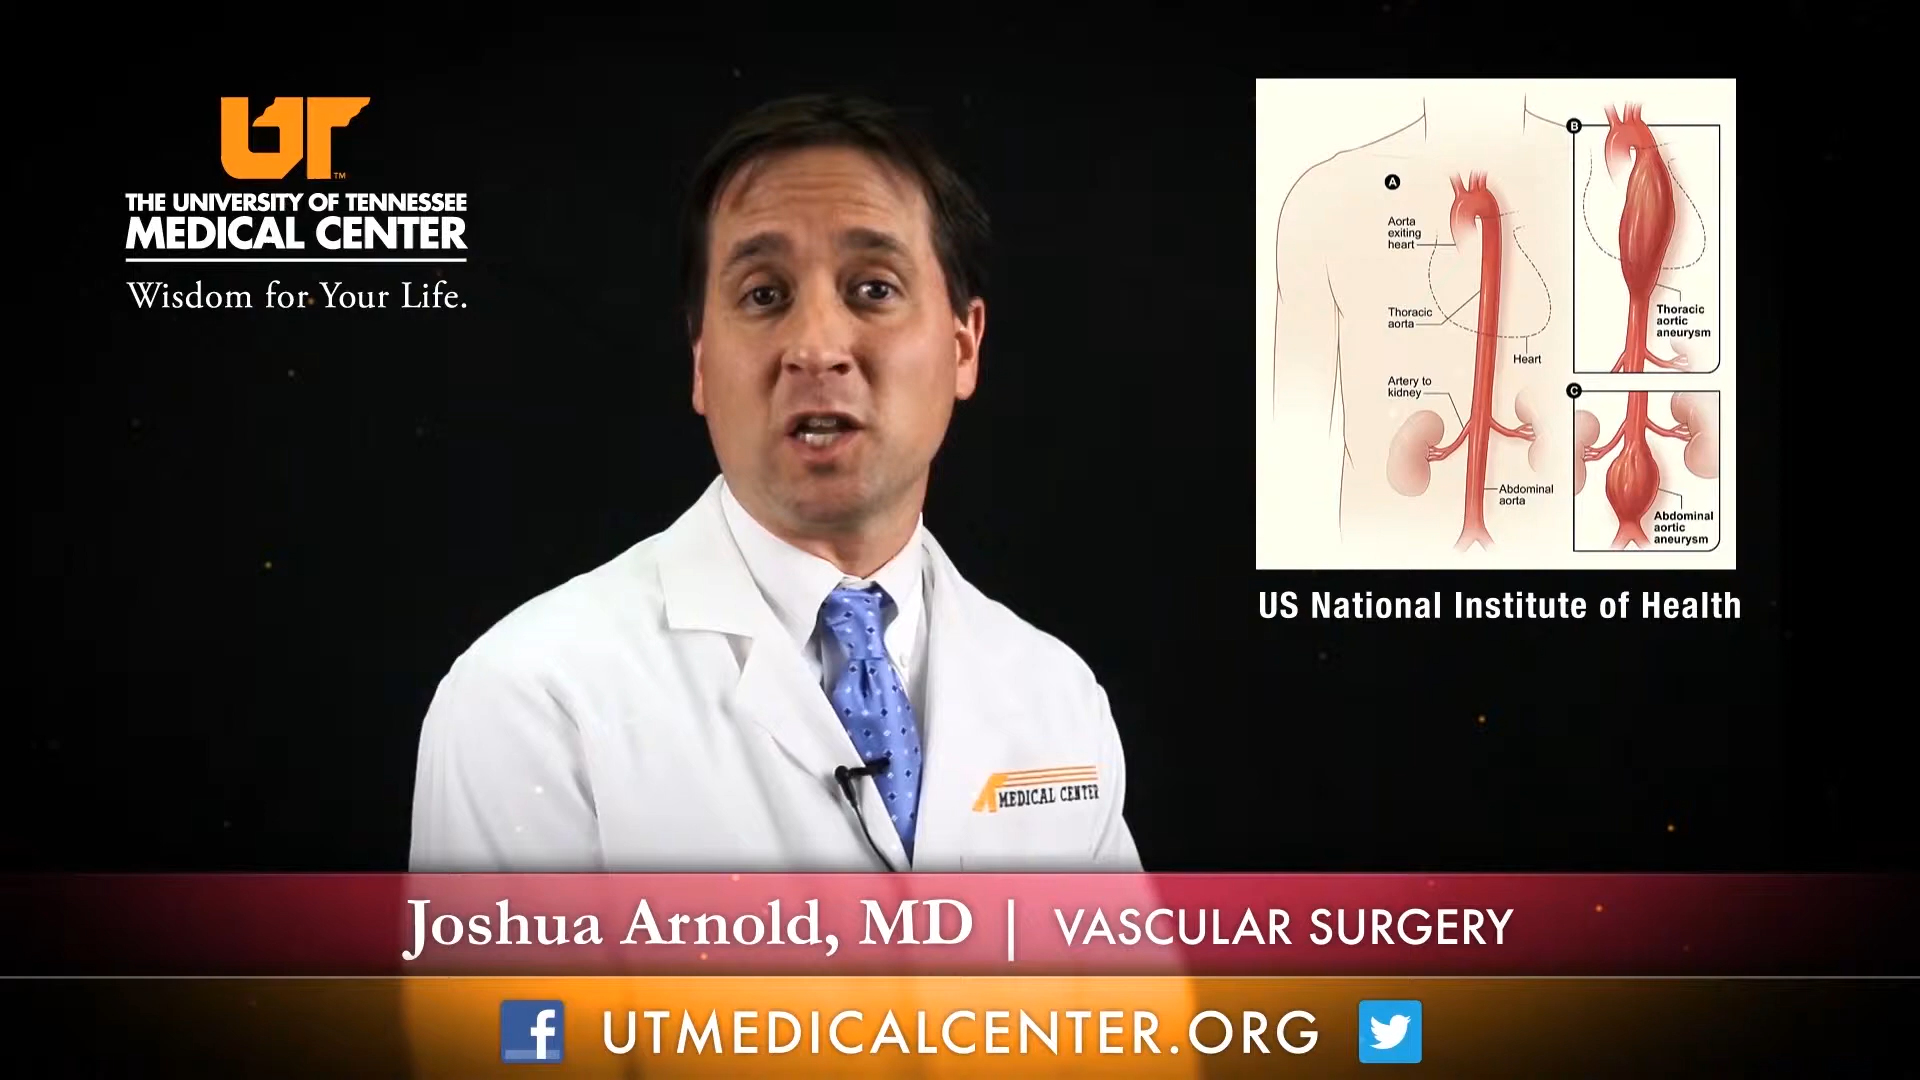 UT
TM
THE UNIVERSITY OF TENNESSEE
MEDICAL CENTER
Wisdom for Your Life.
A
Aorta
exiting
heart
Thoracic
aorta
Heart
Artery to
kidney
Abdominal
aorta
B
Thoracic
aortic
aneurysm
C
Abdominal
aortic
aneurysm
US National Institute of Health
MEDICAL CENTER
Joshua Arnold, MD | VASCULAR SURGERY
f UTMEDICALCENTER.ORG